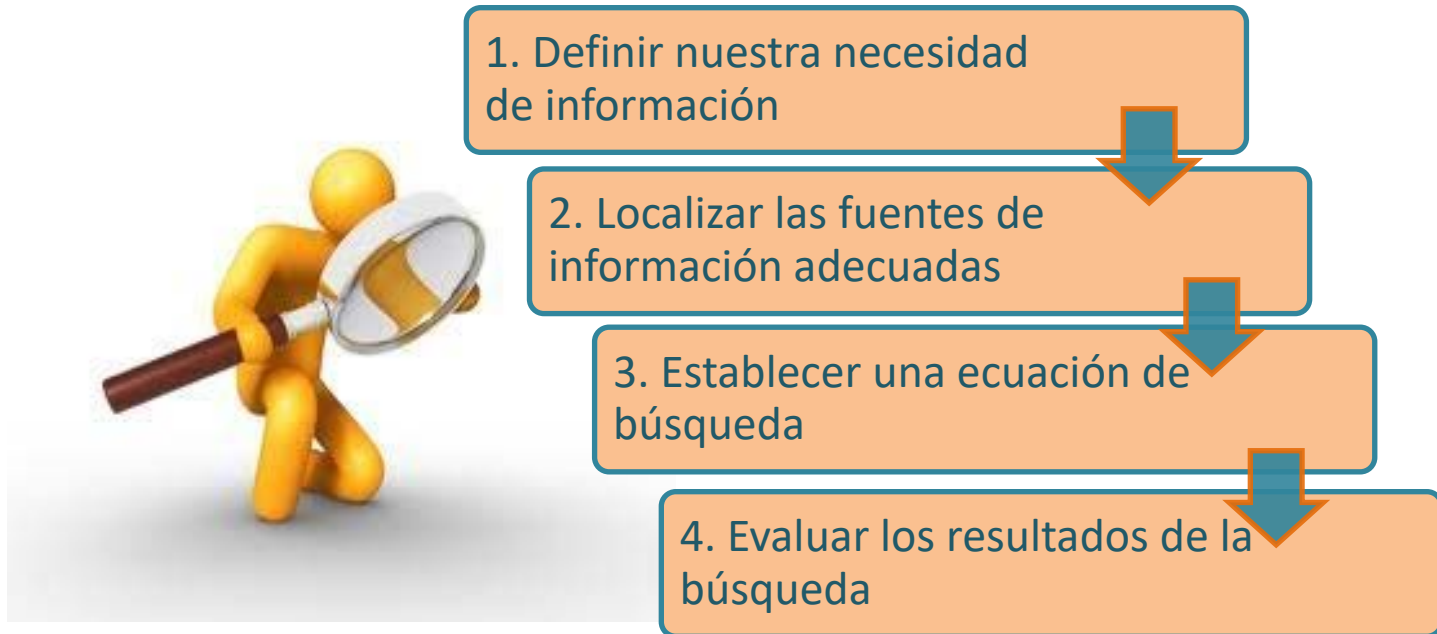 1. Definir nuestra necesidad
de información
2. Localizar las fuentes de
información adecuadas
3. Establecer una ecuación de
búsqueda
4. Evaluar los resultados de la
búsqueda